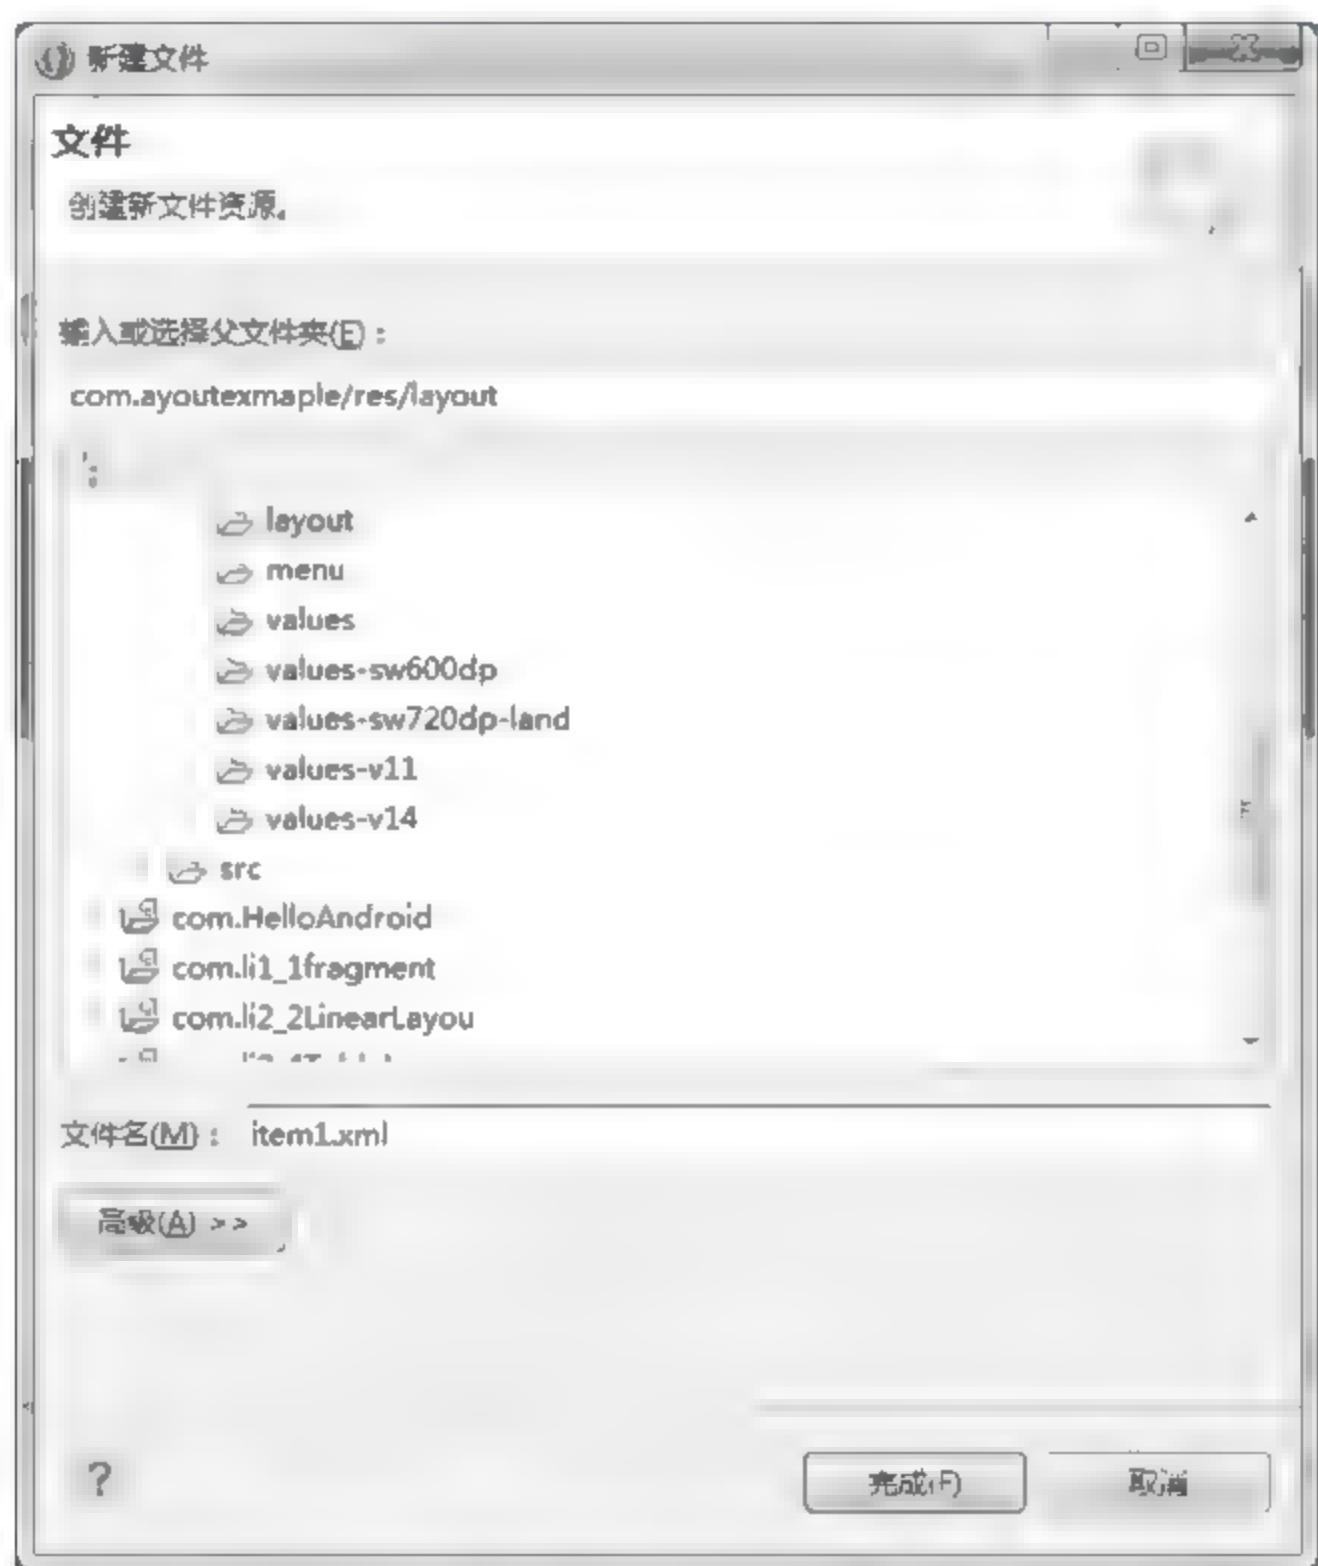 新建文件
文件
创建新文件资源。
输入或选择父文件夹(E)：
com.ayoutexmaple/res/layout
layout
menu
values
values-sw600dp
values-sw720dp-land
values-v11
values-v14
src
com.HelloAndroid
com.li1_1fragment
com.li2_2LinearLayou
文件名(M)： item1.xml
高级(A) >>
?
完成(F) 取消